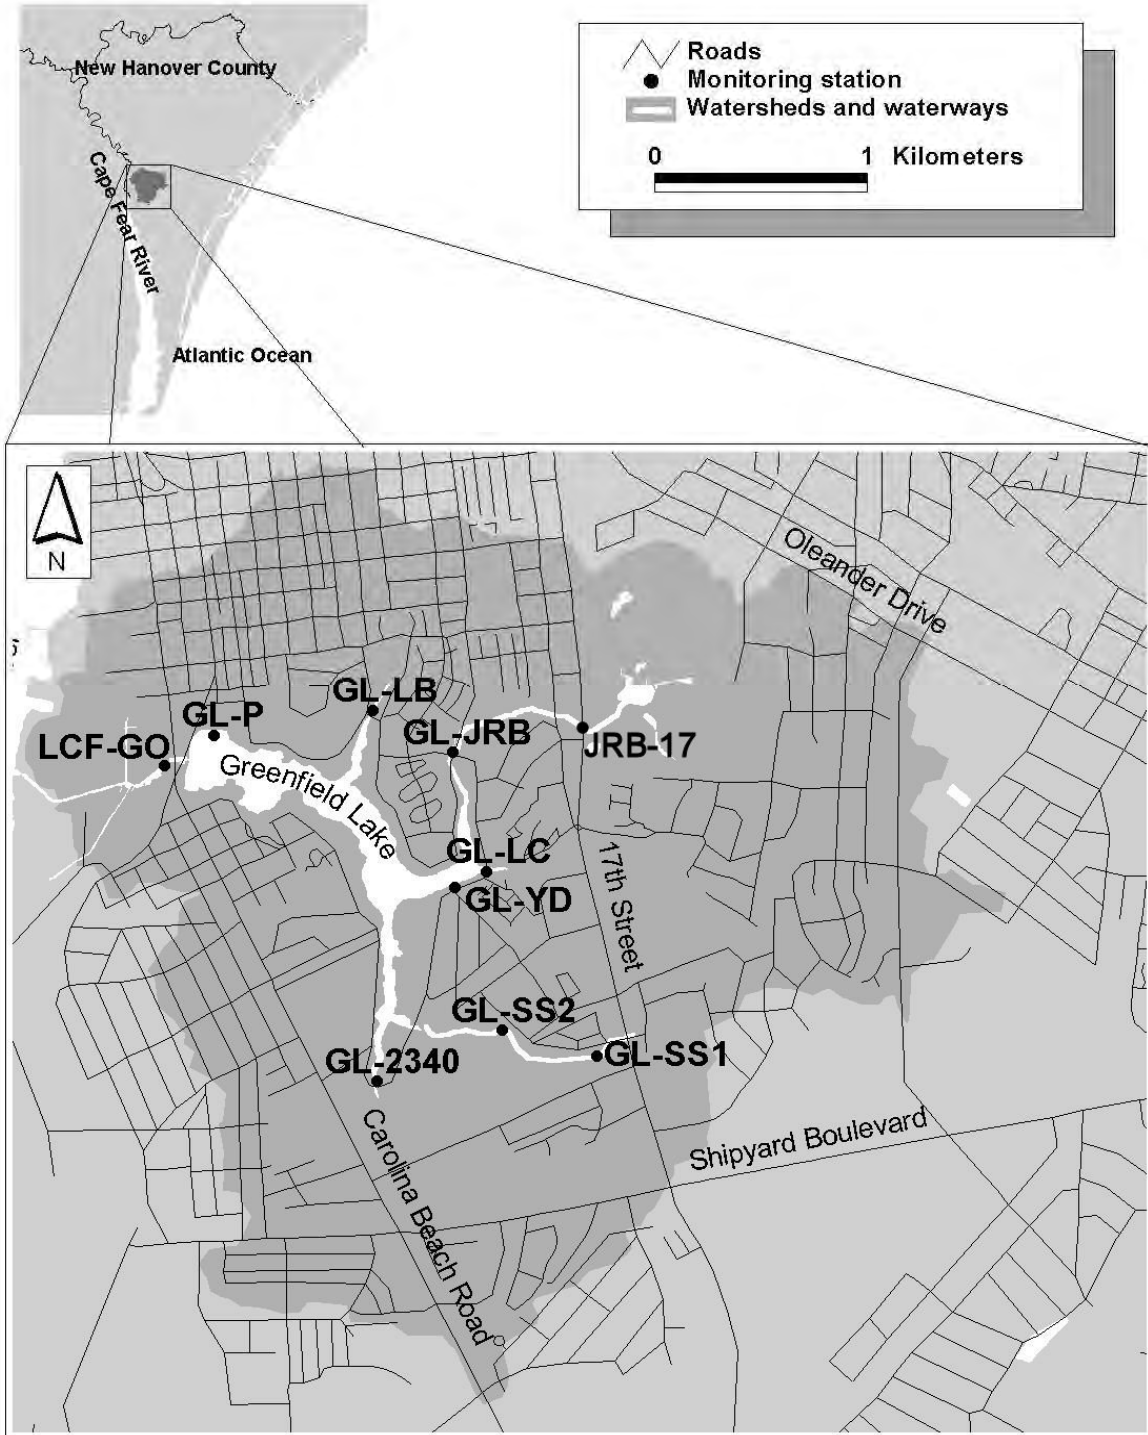 New Hanover County
Cape Fear River
Atlantic Ocean
Roads
Monitoring station
Watersheds and waterways
0 1 Kilometers
N
Oleander Drive
GL-LB
GL-P
GL-JRB
JRB-17
LCF-GO
Greenfield Lake
GL-LC
GL-YD
17th Street
GL-SS2
GL-SS1
GL-2340
Carolina Beach Road
Shipyard Boulevard